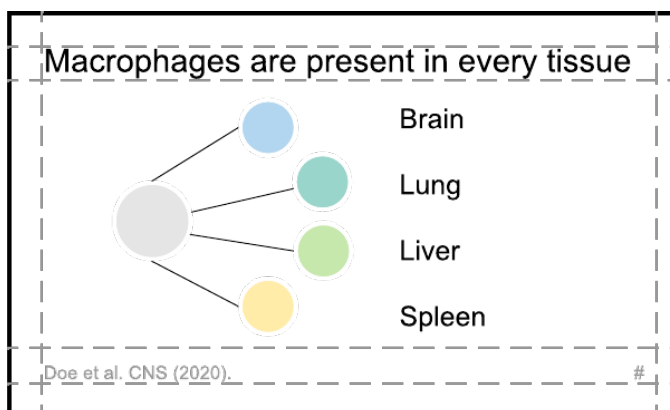 Macrophages are present in every tissue
Brain
Lung
Liver
Spleen
Doe et al. CNS (2020).
#